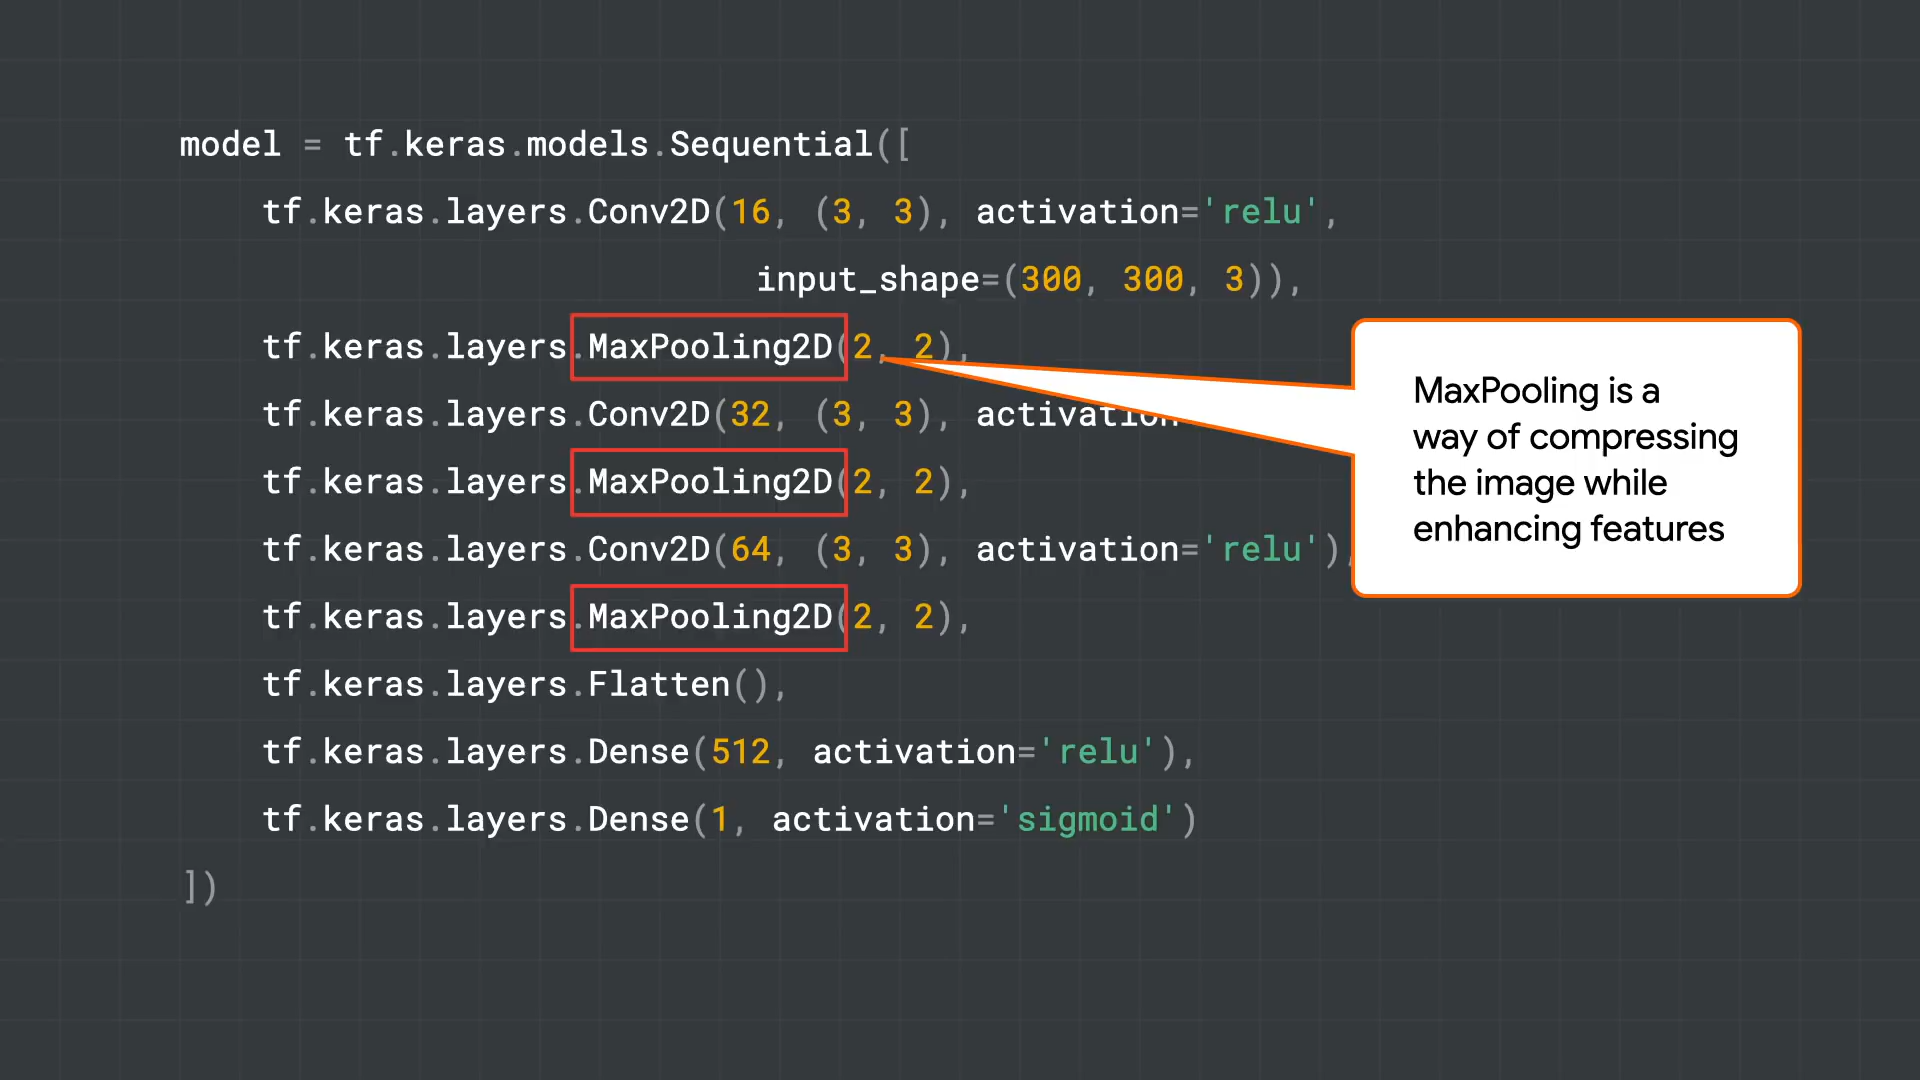 model = tf.keras.models.Sequential([
tf.keras.layers.Conv2D(16, (3, 3), activation='relu',
input_shape=(300, 300, 3)),
tf.keras.layers.MaxPooling2D(2, 2),
tf.keras.layers.Conv2D(32, (3, 3), activation
tf.keras.layers.MaxPooling2D(2, 2),
tf.keras.layers.Conv2D(64, (3, 3), activation='relu'),
tf.keras.layers.MaxPooling2D(2, 2),
tf.keras.layers.Flatten(),
tf.keras.layers.Dense(512, activation='relu'),
tf.keras.layers.Dense(1, activation='sigmoid')
])
MaxPooling is a
way of compressing
the image while
enhancing features